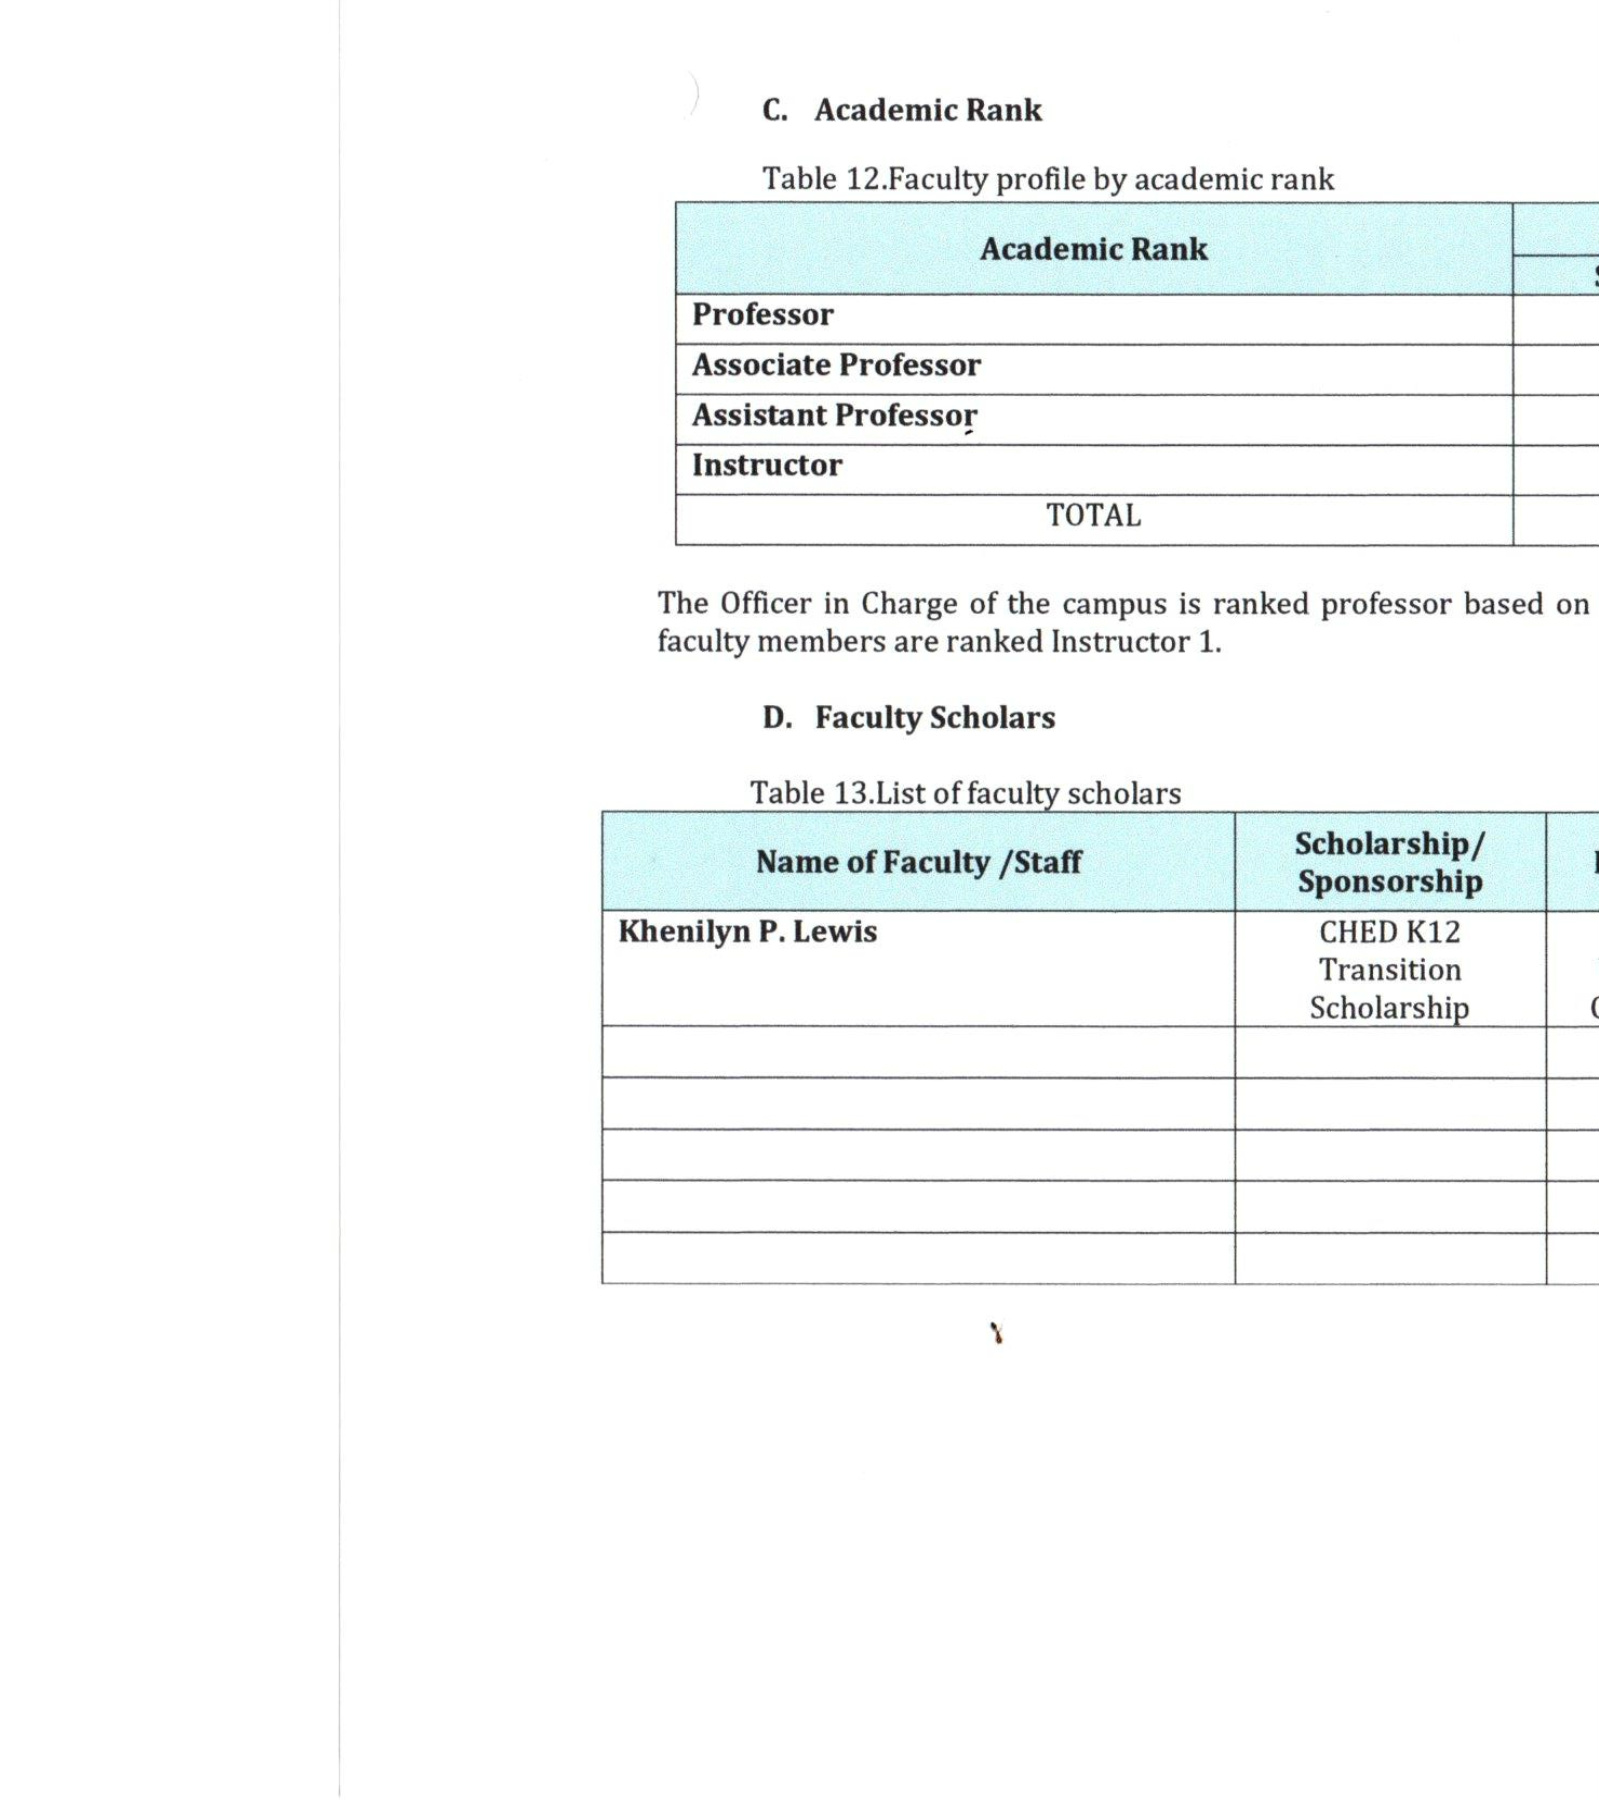 C. Academic Rank
Table 12.Faculty profile by academic rank
Academic Rank
Professor
Associate Professor
Assistant Professor
Instructor
TOTAL
The Officer in Charge of the campus is ranked professor based on
faculty members are ranked Instructor 1.
D. Faculty Scholars
Table 13.List of faculty scholars
Name of Faculty /Staff
Scholarship/
Sponsorship
Khenilyn P. Lewis
CHED K12
Transition
Scholarship